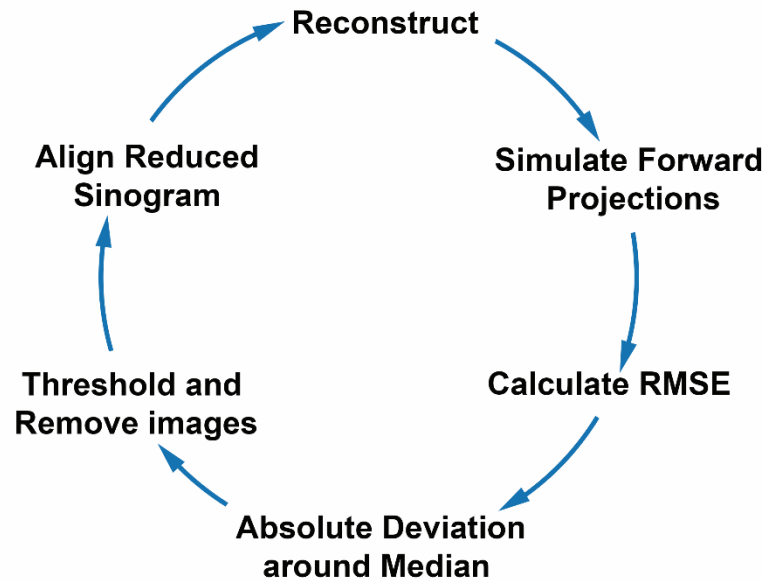 Reconstruct
Simulate Forward
Projections
Calculate RMSE
Absolute Deviation
around Median
Threshold and
Remove images
Align Reduced
Sinogram